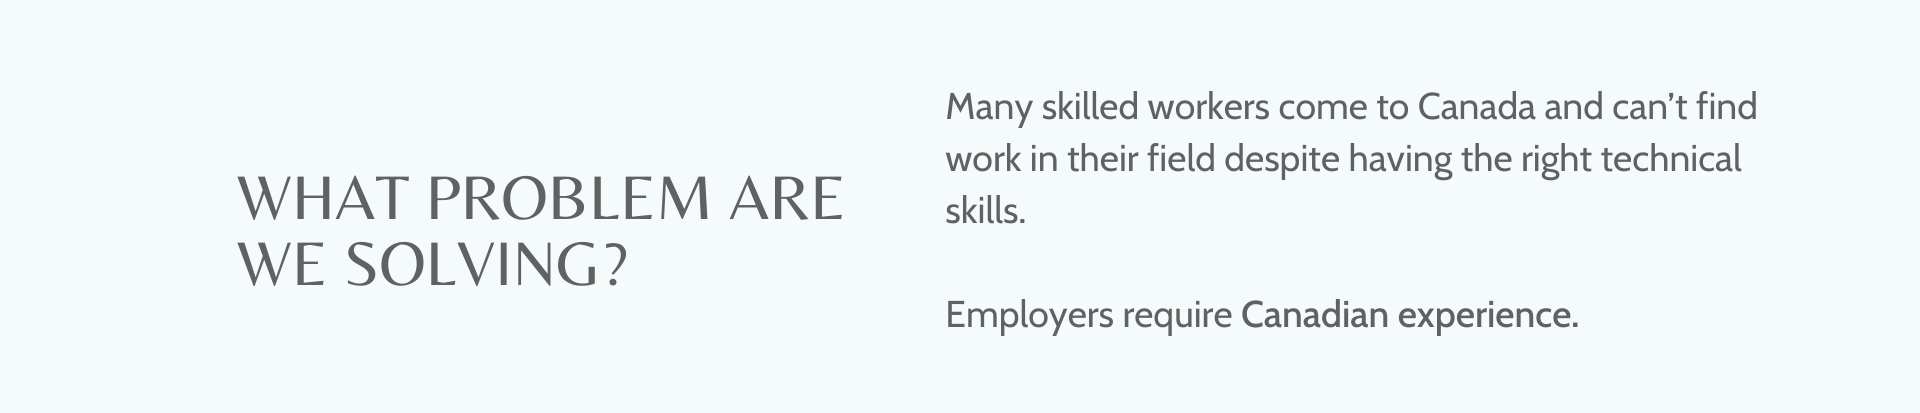 WHAT PROBLEM ARE
WE SOLVING?
Many skilled workers come to Canada and can’t find
work in their field despite having the right technical
skills.
Employers require Canadian experience.